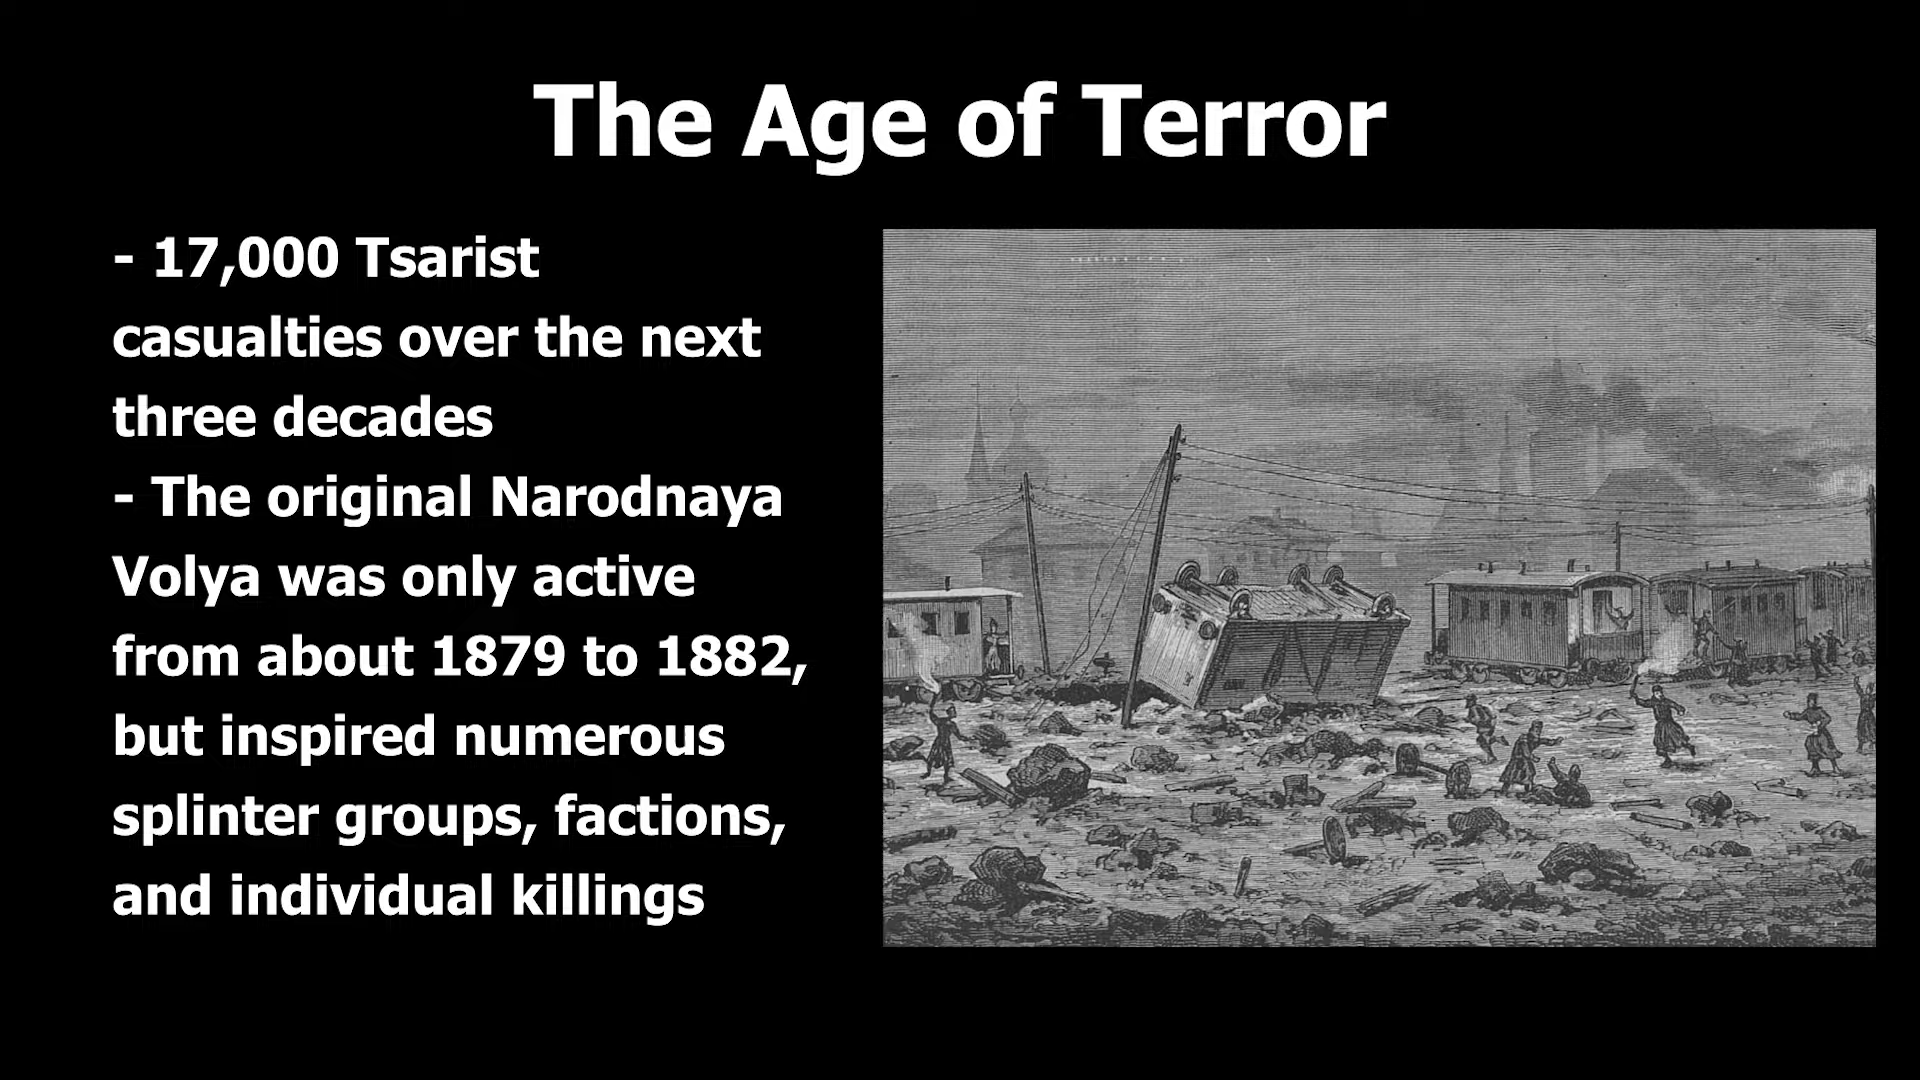 The Age of Terror
- 17,000 Tsarist
casualties over the next
three decades
- The original Narodnaya
Volya was only active
from about 1879 to 1882,
but inspired numerous
splinter groups, factions,
and individual killings